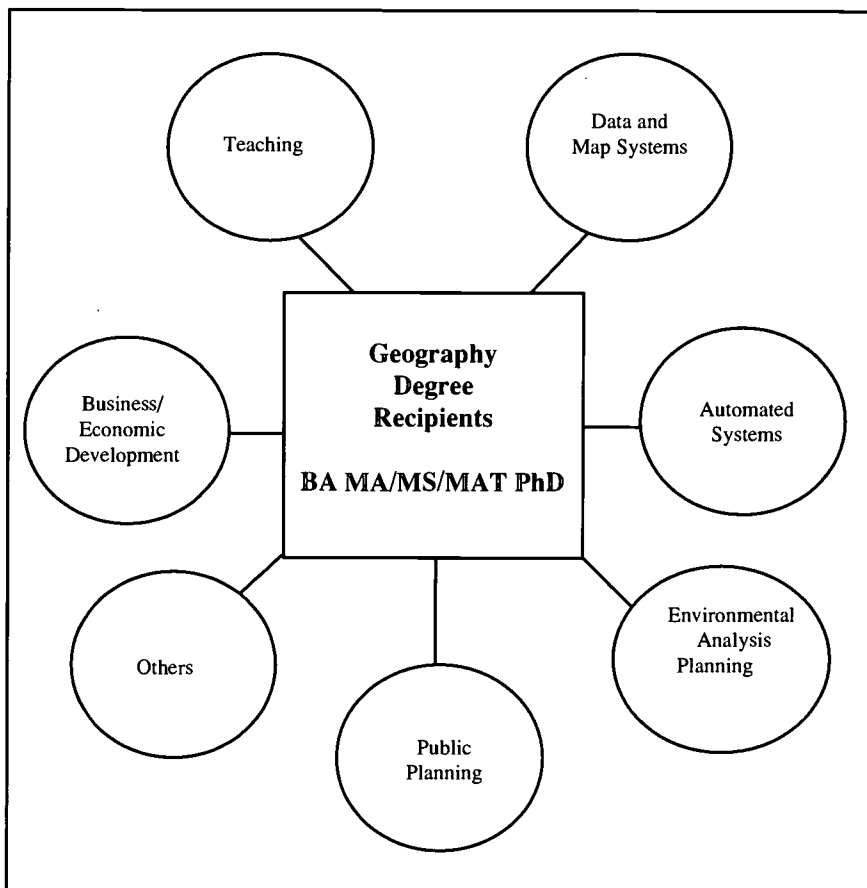 Teaching
Data and
Map Systems
Geography
Degree
Recipients
BA MA/MS/MAT PhD
Business/
Economic
Development
Automated
Systems
Others
Public
Planning
Environmental
Analysis
Planning